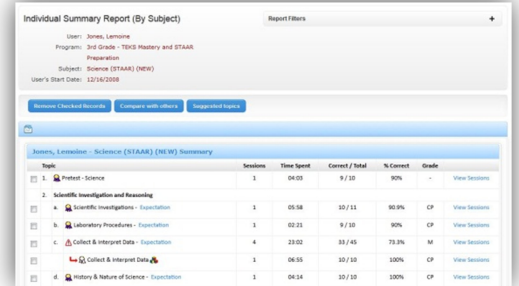 Individual Summary Report (By Subject)
Report Filters +
User: Jones, Lemoine
Program: 3rd Grade - TEKS Mastery and STAAR Preparation
Subject: Science (STAAR) (NEW)
User's Start Date: 12/16/2008
Remove Checked Records Compare with others Suggested topics
Jones, Lemoine - Science (STAAR) (NEW) Summary
Topic Sessions Time Spent Correct / Total % Correct Grade
1. Pretest - Science 1 04:03 9 / 10 90% - View Sessions
2. Scientific Investigation and Reasoning
a. Scientific Investigations - Expectation 1 05:58 10 / 11 90.9% CP View Sessions
b. Laboratory Procedures - Expectation 1 02:21 9 / 10 90% CP View Sessions
c. Collect & Interpret Data - Expectation 4 23:02 33 / 45 73.3% M View Sessions
Collect & Interpret Data 1 06:55 10 / 10 100% CP View Sessions
d. History & Nature of Science - Expectation 1 04:14 10 / 10 100% CP View Sessions